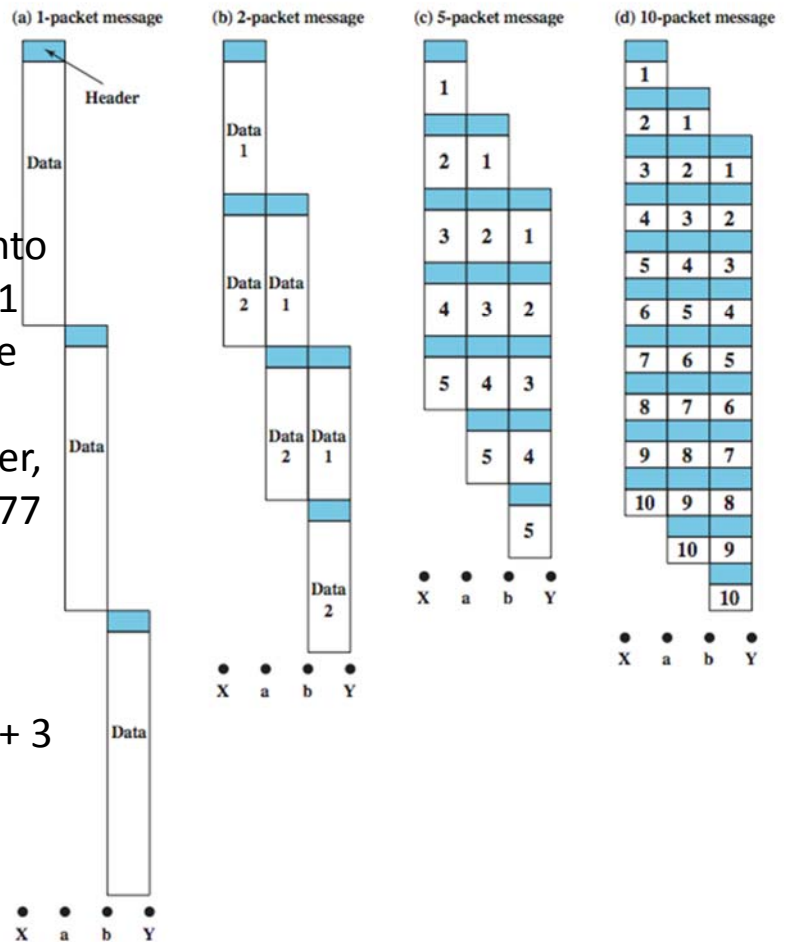 (a) 1-packet message
(b) 2-packet message
(c) 5-packet message
(d) 10-packet message
Header
Data
Data
Data
nto
1
e
er,
77
+ 3
X a b Y
Data 1
Data 2
Data 1
Data 2
Data 1
Data 2
X a b Y
1
2 1
3 2 1
4 3 2
5 4 3
5 4
5
X a b Y
1
2 1
3 2 1
4 3 2
5 4 3
6 5 4
7 6 5
8 7 6
9 8 7
10 9 8
10 9
10
X a b Y